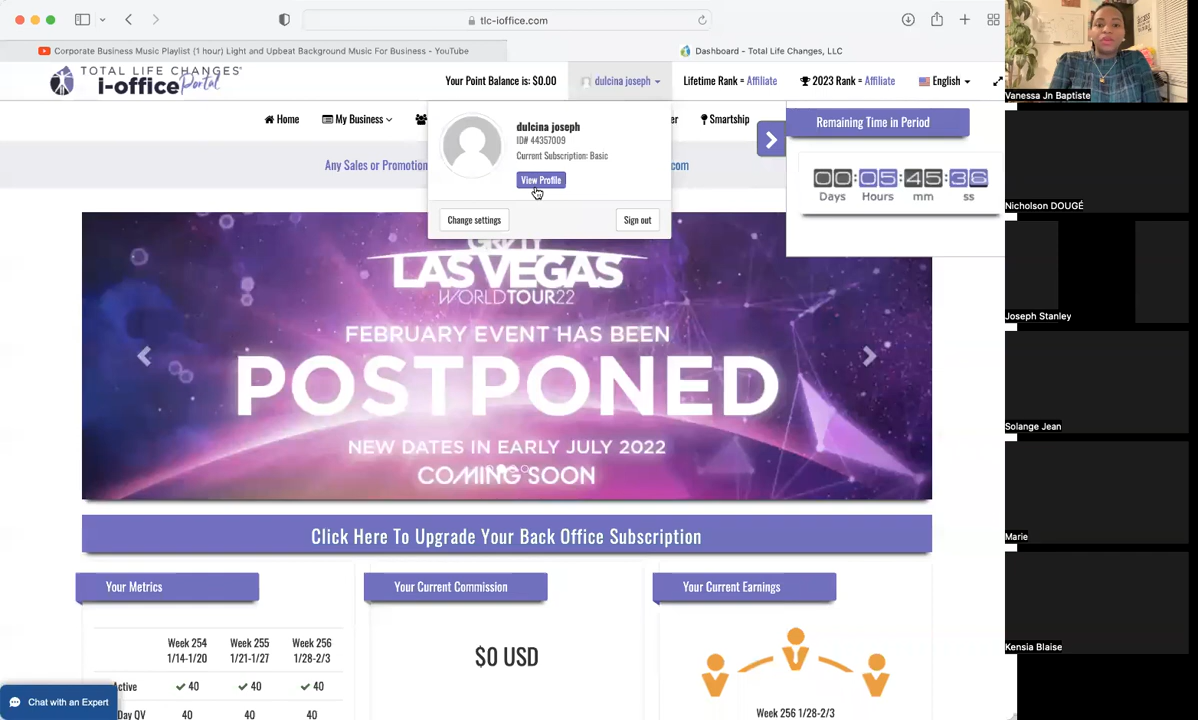 tlc-ioffice.com
Corporate Business Music Playlist (1 hour) Light and Upbeat Background Music For Business - YouTube
Dashboard - Total Life Changes, LLC
TOTAL LIFE CHANGES®
i-office Portal
Your Point Balance is: $0.00
dulcina joseph
Lifetime Rank = Affiliate
2023 Rank = Affiliate
English
Home
My Business
Smartship
Any Sales or Promotion
dulcina joseph
ID# 44357009
Current Subscription: Basic
View Profile
Change settings
Sign out
Remaining Time in Period
00:05:45:36
Days Hours mm ss
LAS VEGAS
WORLD TOUR22
FEBRUARY EVENT HAS BEEN
POSTPONED
NEW DATES IN EARLY JULY 2022
COMING SOON
Click Here To Upgrade Your Back Office Subscription
Your Metrics
Week 254 Week 255 Week 256
1/14-1/20 1/21-1/27 1/28-2/3
Active 40 40 40
Day QV 40 40 40
Your Current Commission
$0 USD
Your Current Earnings
Week 256 1/28-2/3
Chat with an Expert
Vanessa Jn Baptiste
Nicholson DOUGÉ
Joseph Stanley
Solange Jean
Marie
Kensia Blaise